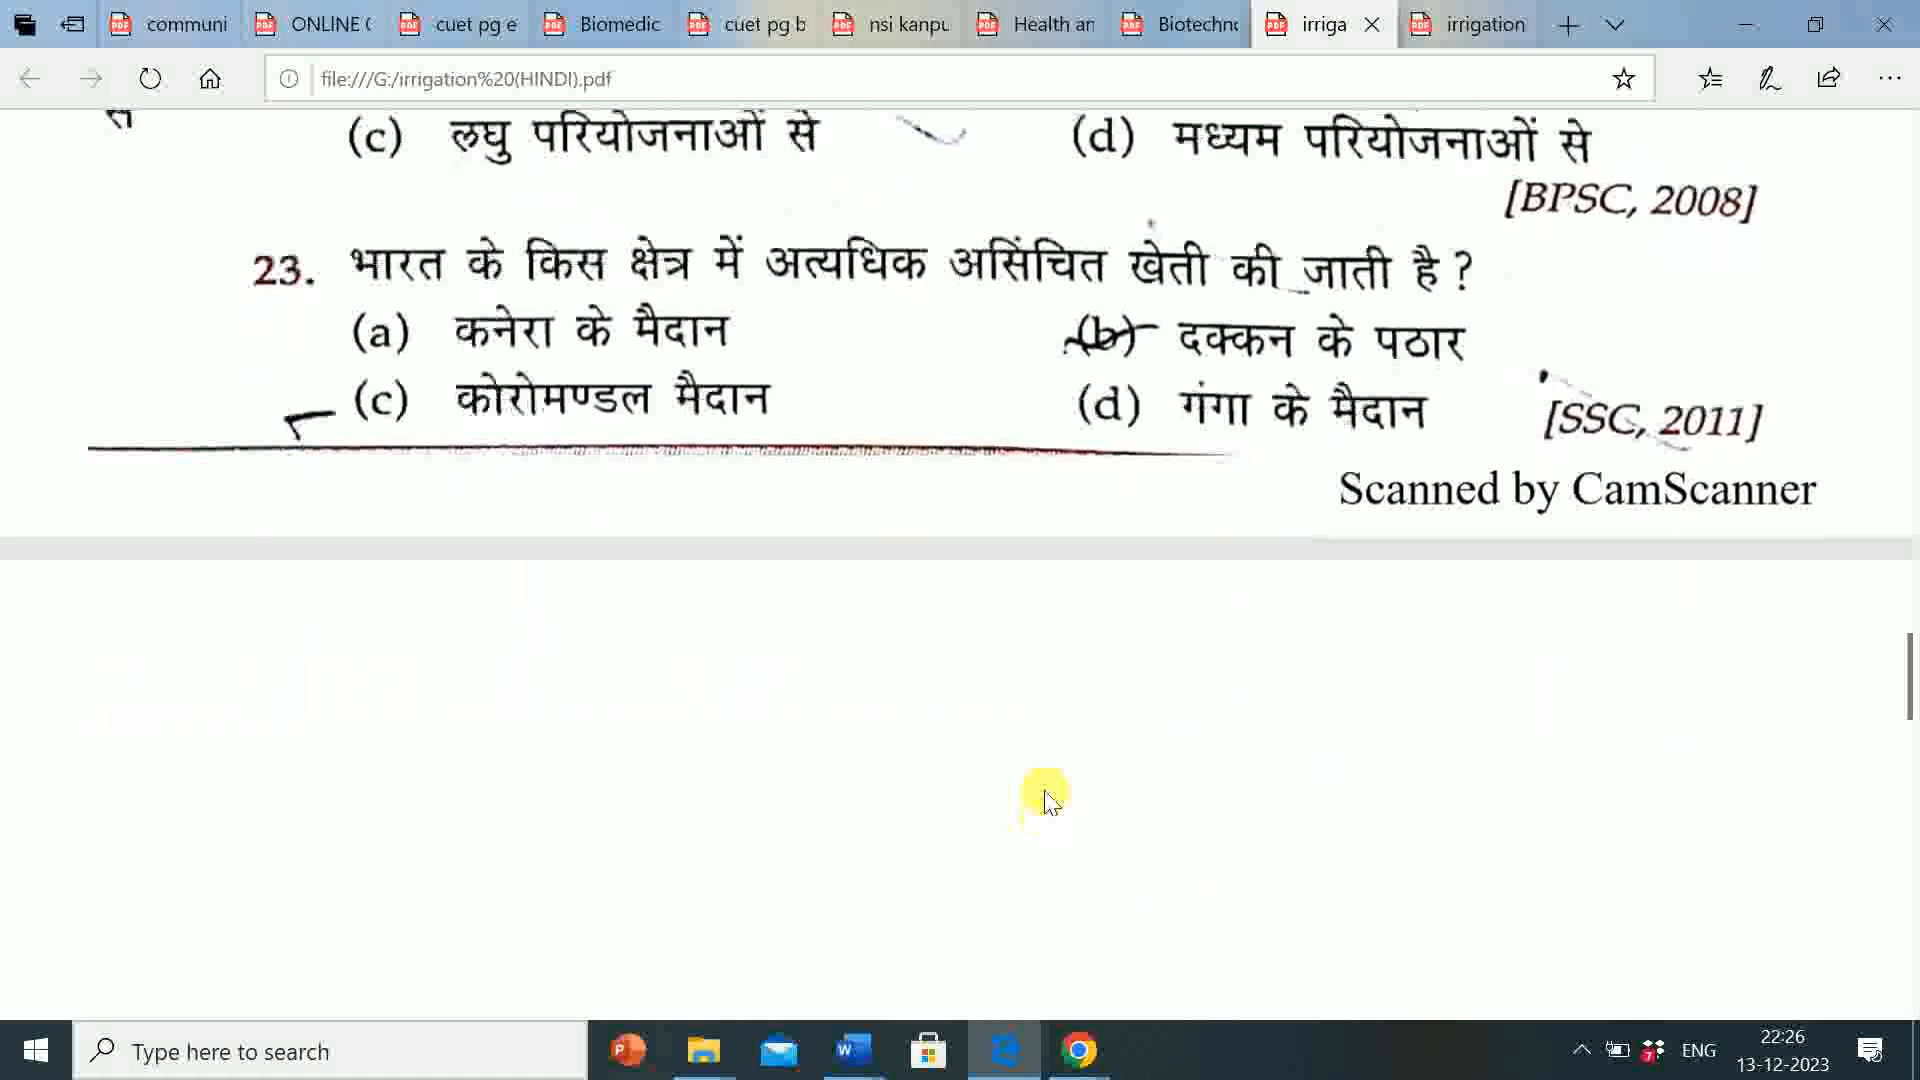 communi ONLINE cuet pg e Biomedic cuet pg b nsi kanpu Health an Biotechn irriga irrigation
file:///G:/irrigation%20(HINDI).pdf
(c) लघु परियोजनाओं से (d) मध्यम परियोजनाओं से
[BPSC, 2008]
23. भारत के किस क्षेत्र में अत्यधिक असिंचित खेती की जाती है ?
(a) कनेरा के मैदान (b) दक्कन के पठार
(c) कोरोमण्डल मैदान (d) गंगा के मैदान [SSC, 2011]
Scanned by CamScanner
Type here to search ENG 22:26
13-12-2023